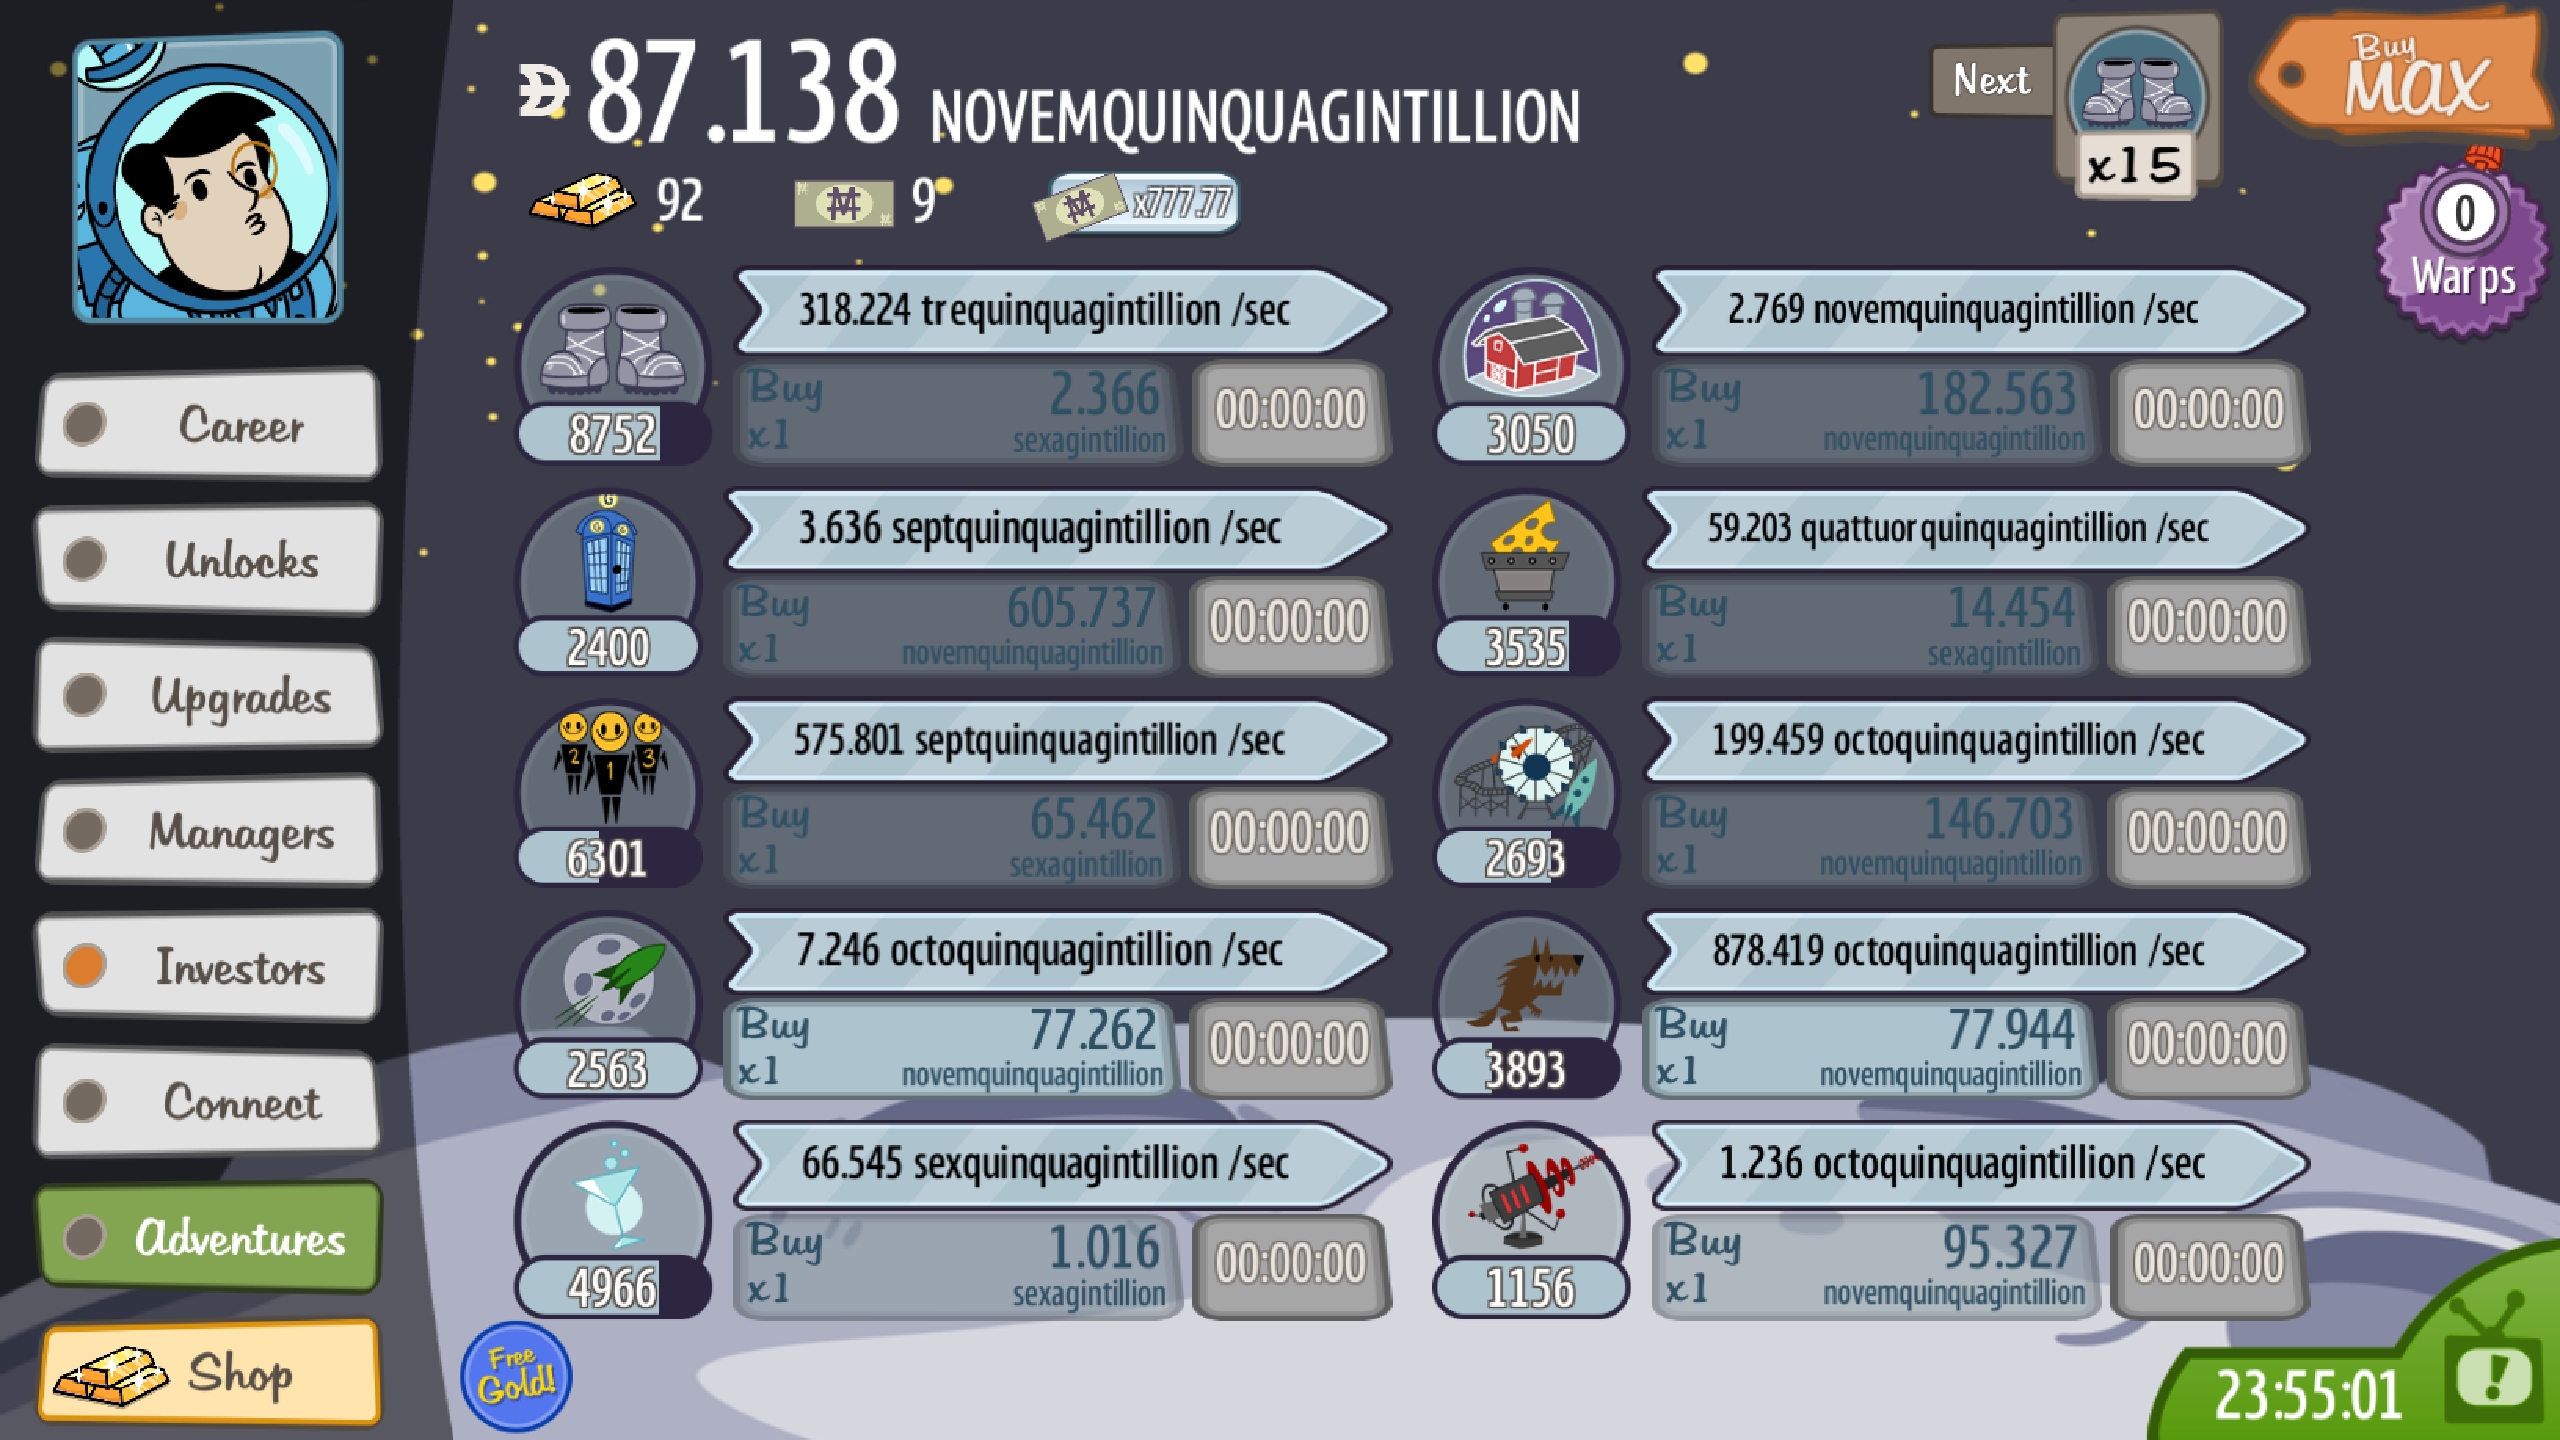 87.138 NOVEMQUINQUAGINTILLION
Next
x15
Buy
MAX
92
9
x777.77
0
Warps
Career
Unlocks
Upgrades
Managers
Investors
Connect
Adventures
Shop
318.224 trequinquagintillion /sec
8752
Buy
x1
2.366
sexagintillion
00:00:00
2.769 novemquinquagintillion /sec
3050
Buy
x1
182.563
novemquinquagintillion
00:00:00
3.636 septquinquagintillion /sec
2400
Buy
x1
605.737
novemquinquagintillion
00:00:00
59.203 quattuorquinquagintillion /sec
3535
Buy
x1
14.454
sexagintillion
00:00:00
575.801 septquinquagintillion /sec
2 1 3
6301
Buy
x1
65.462
sexagintillion
00:00:00
199.459 octoquinquagintillion /sec
2693
Buy
x1
146.703
novemquinquagintillion
00:00:00
7.246 octoquinquagintillion /sec
2563
Buy
x1
77.262
novemquinquagintillion
00:00:00
878.419 octoquinquagintillion /sec
3893
Buy
x1
77.944
novemquinquagintillion
00:00:00
66.545 sexquinquagintillion /sec
4966
Buy
x1
1.016
sexagintillion
00:00:00
1.236 octoquinquagintillion /sec
1156
Buy
x1
95.327
novemquinquagintillion
00:00:00
Free
Gold!
23:55:01
!